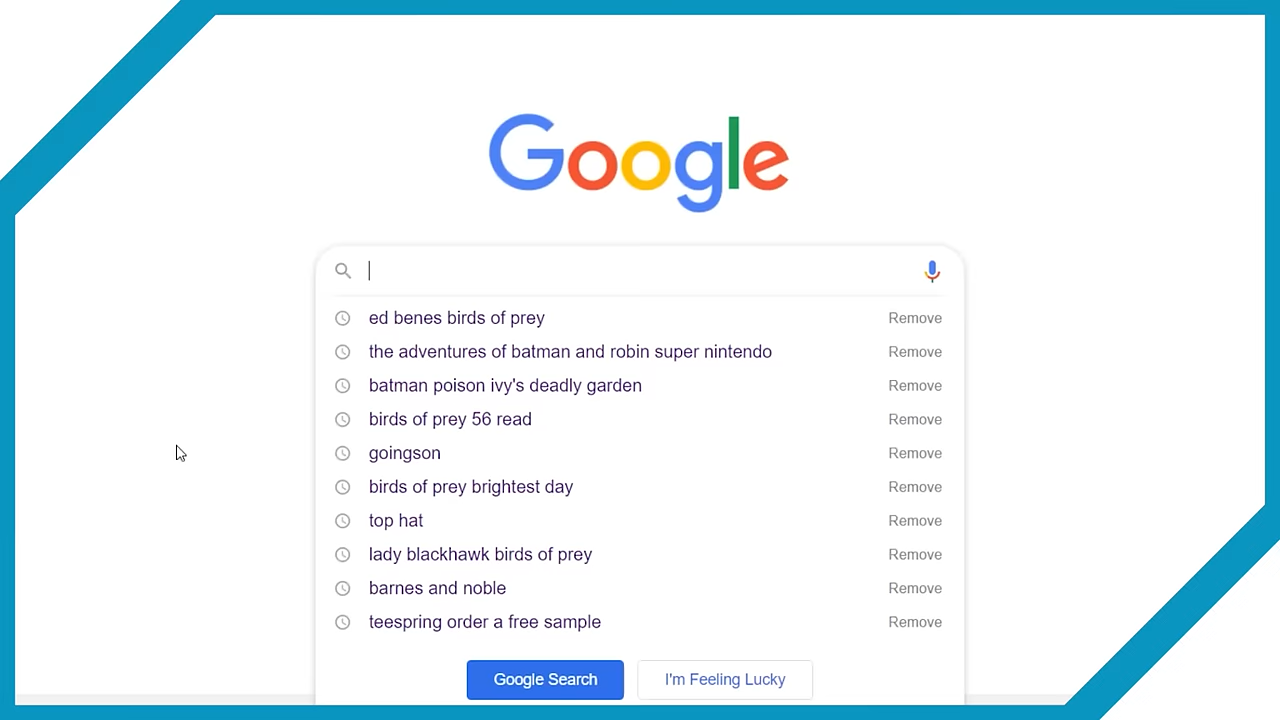 Google
ed benes birds of prey Remove
the adventures of batman and robin super nintendo Remove
batman poison ivy's deadly garden Remove
birds of prey 56 read Remove
goingson Remove
birds of prey brightest day Remove
top hat Remove
lady blackhawk birds of prey Remove
barnes and noble Remove
teespring order a free sample Remove
Google Search I'm Feeling Lucky